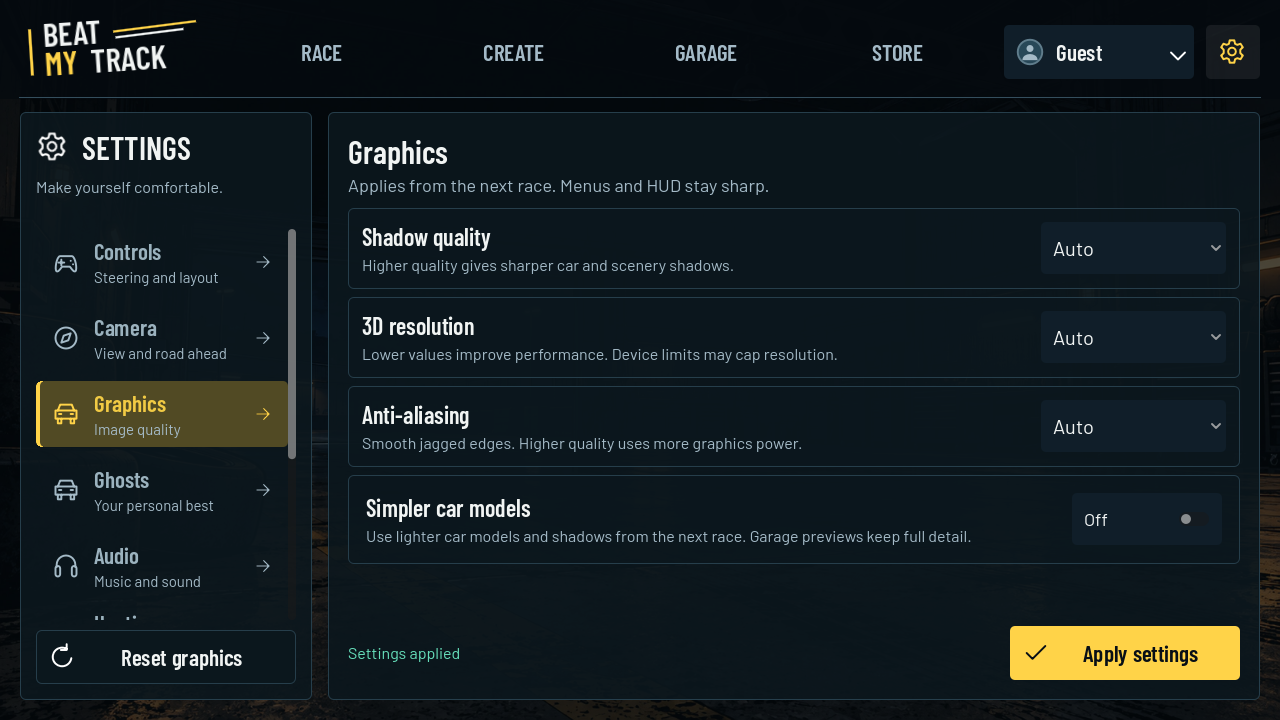 BEAT
MY TRACK
RACE
CREATE
GARAGE
STORE
Guest
SETTINGS
Make yourself comfortable.
Controls
Steering and layout
Camera
View and road ahead
Graphics
Image quality
Ghosts
Your personal best
Audio
Music and sound
Reset graphics
Graphics
Applies from the next race. Menus and HUD stay sharp.
Shadow quality
Higher quality gives sharper car and scenery shadows.
Auto
3D resolution
Lower values improve performance. Device limits may cap resolution.
Auto
Anti-aliasing
Smooth jagged edges. Higher quality uses more graphics power.
Auto
Simpler car models
Use lighter car models and shadows from the next race. Garage previews keep full detail.
Off
Settings applied
Apply settings